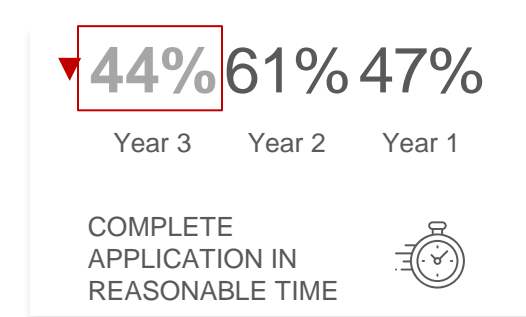 44% 61% 47%
Year 3 Year 2 Year 1
COMPLETE
APPLICATION IN
REASONABLE TIME